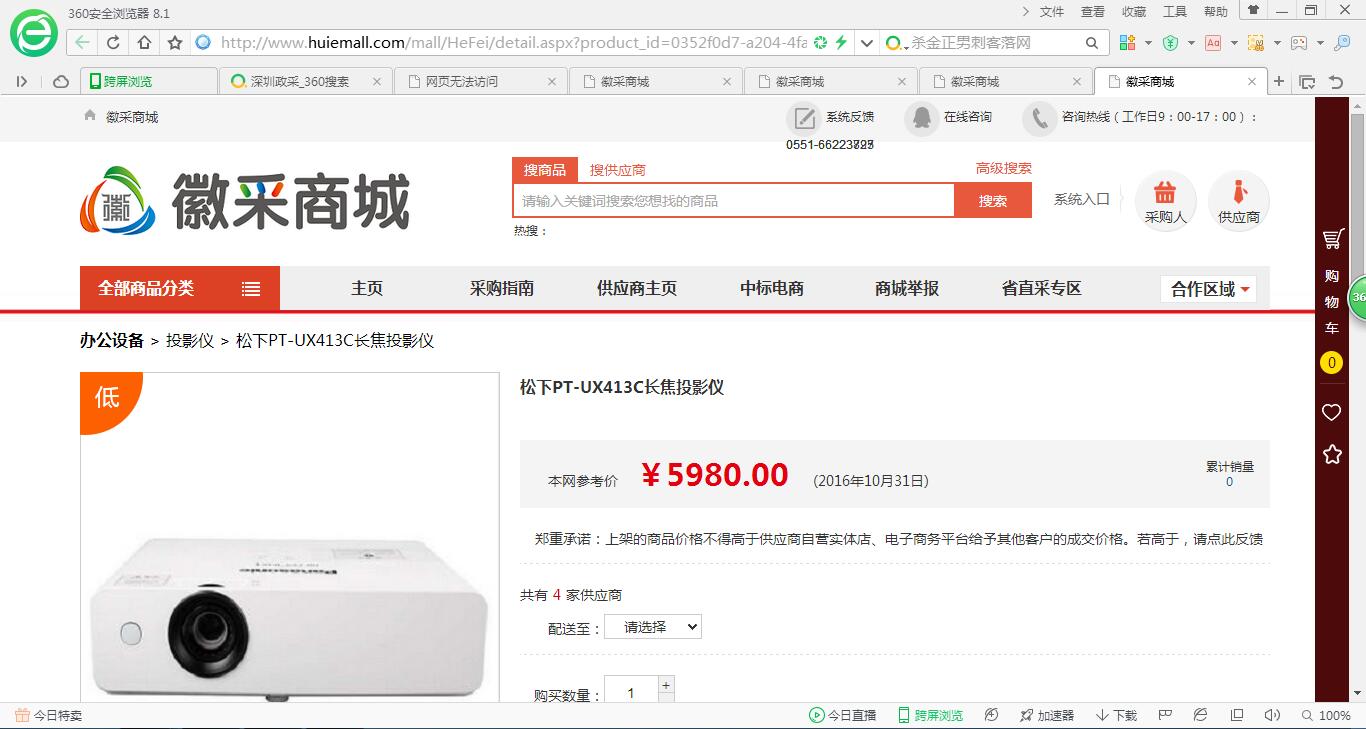 360安全浏览器 8.1
文件 查看 收藏 工具 帮助
http://www.huiemall.com/mall/HeFei/detail.aspx?product_id=0352f0d7-a204-4fa
杀金正男刺客落网
跨屏浏览
深圳政采_360搜索
网页无法访问
徽采商城
徽采商城
徽采商城
徽采商城
徽采商城
系统反馈
在线咨询
咨询热线（工作日9：00-17：00）：
徽采商城
搜商品
搜供应商
高级搜索
请输入关键词搜索您想找的商品
搜索
热搜：
系统入口
采购人
供应商
全部商品分类
主页
采购指南
供应商主页
中标电商
商城举报
省直采专区
合作区域
办公设备 > 投影仪 > 松下PT-UX413C长焦投影仪
低
松下PT-UX413C长焦投影仪
本网参考价 ￥5980.00 （2016年10月31日）
累计销量
0
郑重承诺：上架的商品价格不得高于供应商自营实体店、电子商务平台给予其他客户的成交价格。若高于，请点此反馈
共有 4 家供应商
配送至： 请选择
购买数量： 1 +
Panasonic
购物车
0
36
今日特卖
今日直播
跨屏浏览
加速器
下载
100%